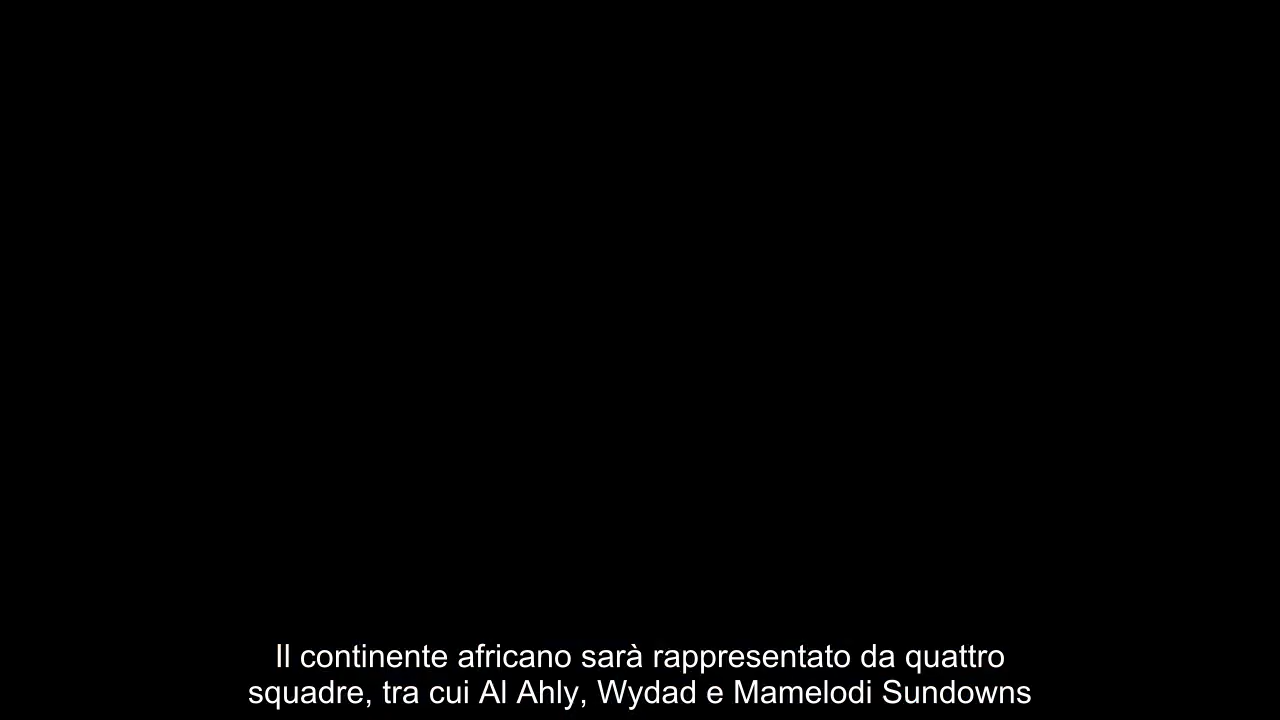 Il continente africano sarà rappresentato da quattro
squadre, tra cui Al Ahly, Wydad e Mamelodi Sundowns